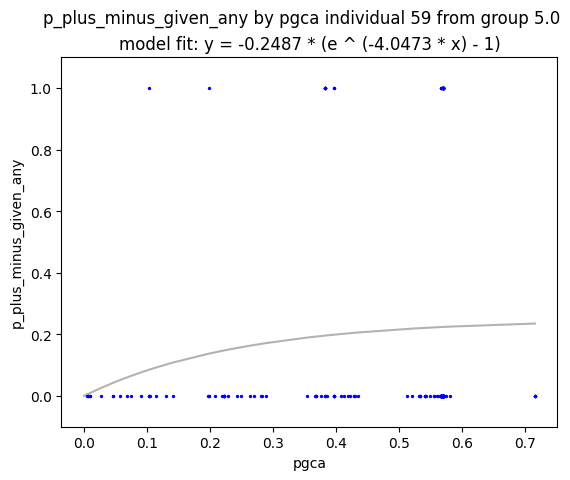 p_plus_minus_given_any by pgca individual 59 from group 5.0
model fit: y = -0.2487 * (e ^ (-4.0473 * x) - 1)
1.0
0.8
0.6
0.4
0.2
0.0
p_plus_minus_given_any
0.0 0.1 0.2 0.3 0.4 0.5 0.6 0.7
pgca